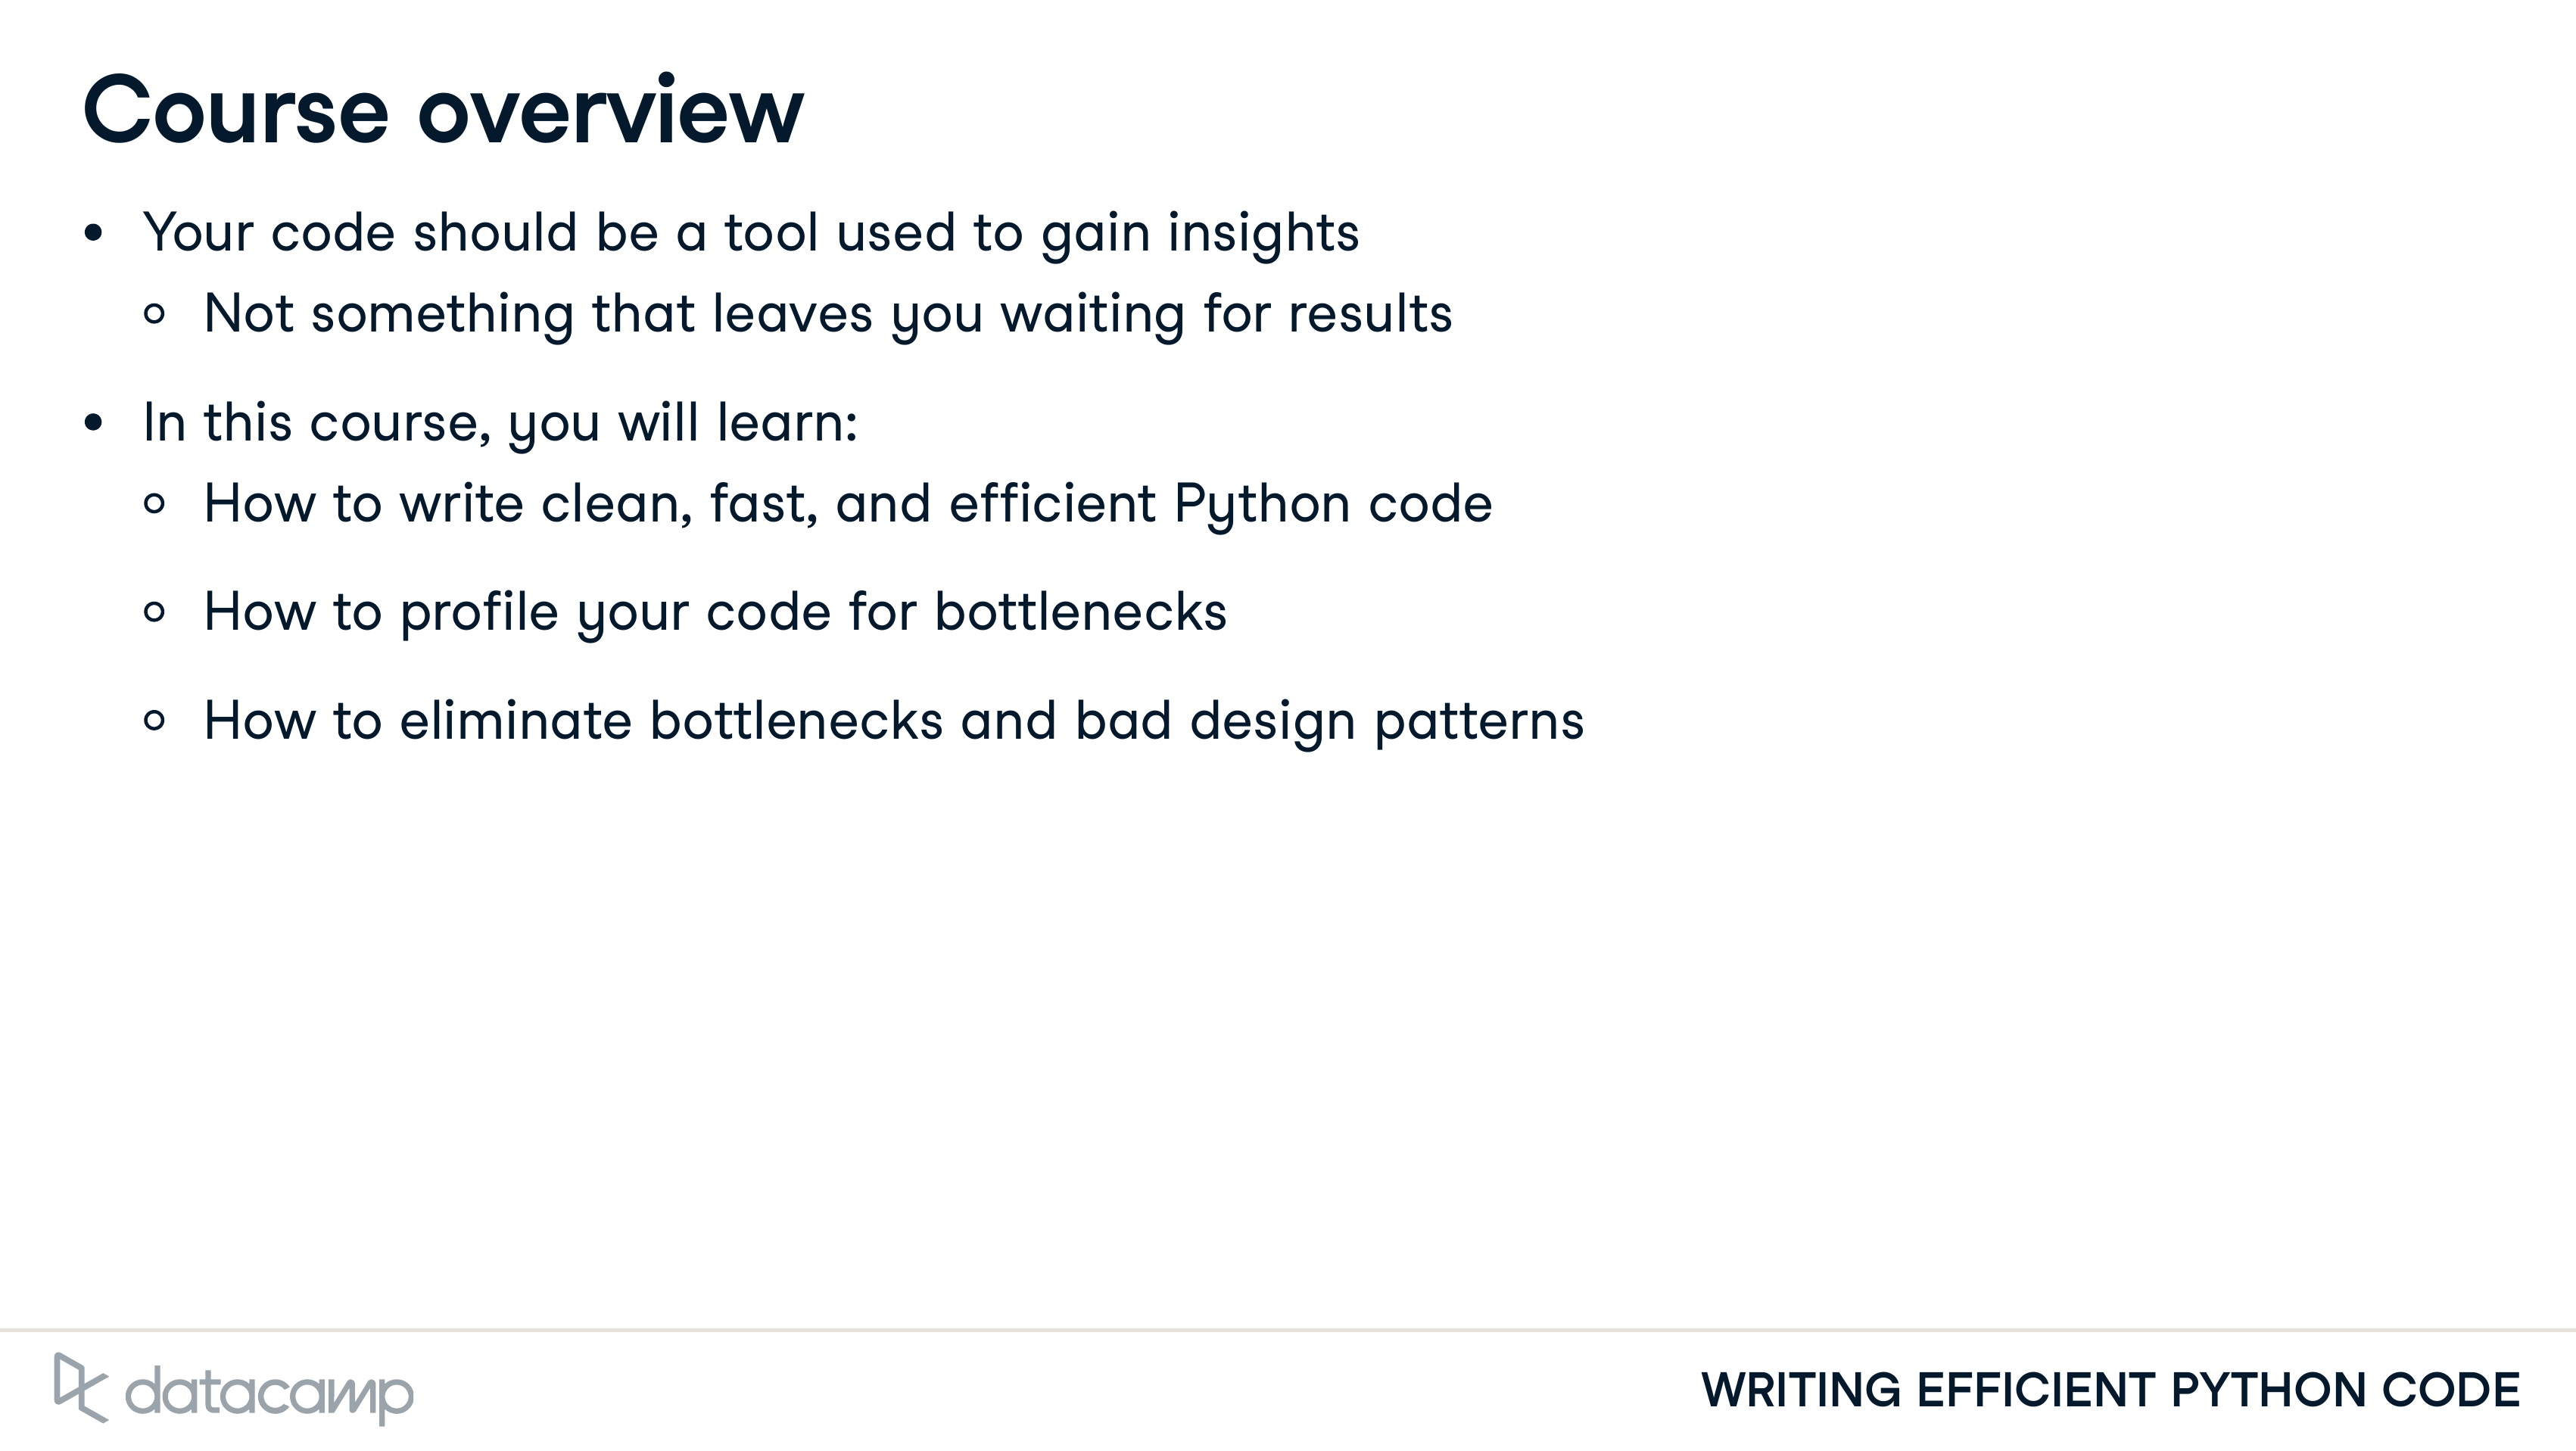 Course overview
• Your code should be a tool used to gain insights
○ Not something that leaves you waiting for results
• In this course, you will learn:
○ How to write clean, fast, and efficient Python code
○ How to profile your code for bottlenecks
○ How to eliminate bottlenecks and bad design patterns
datacamp
WRITING EFFICIENT PYTHON CODE